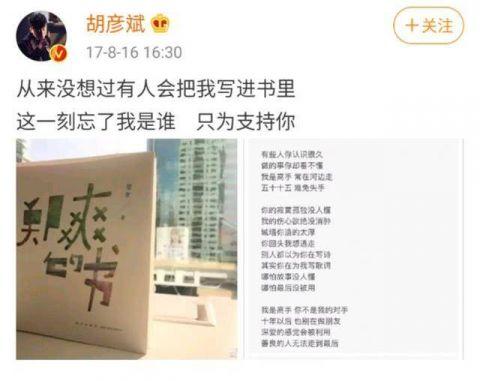 胡彦斌
17-8-16 16:30
+关注
从来没想过有人会把我写进书里
这一刻忘了我是谁 只为支持你
郑爽的书
有些人你认识很久
做的事你却看不懂
我是高手 常在河边走
五十十五 难免失手
你的寂寞孤独没人懂
我的伤心欲绝没消肿
城墙你造的太厚
你回头我想逃走
别人都以为你在写诗
其实你在为我写歌词
哪怕故事没人懂
哪怕最后没被用
我是高手 你不是我的对手
十年以后 也别在做朋友
深爱的感觉会被利用
善良的人无法走到最后